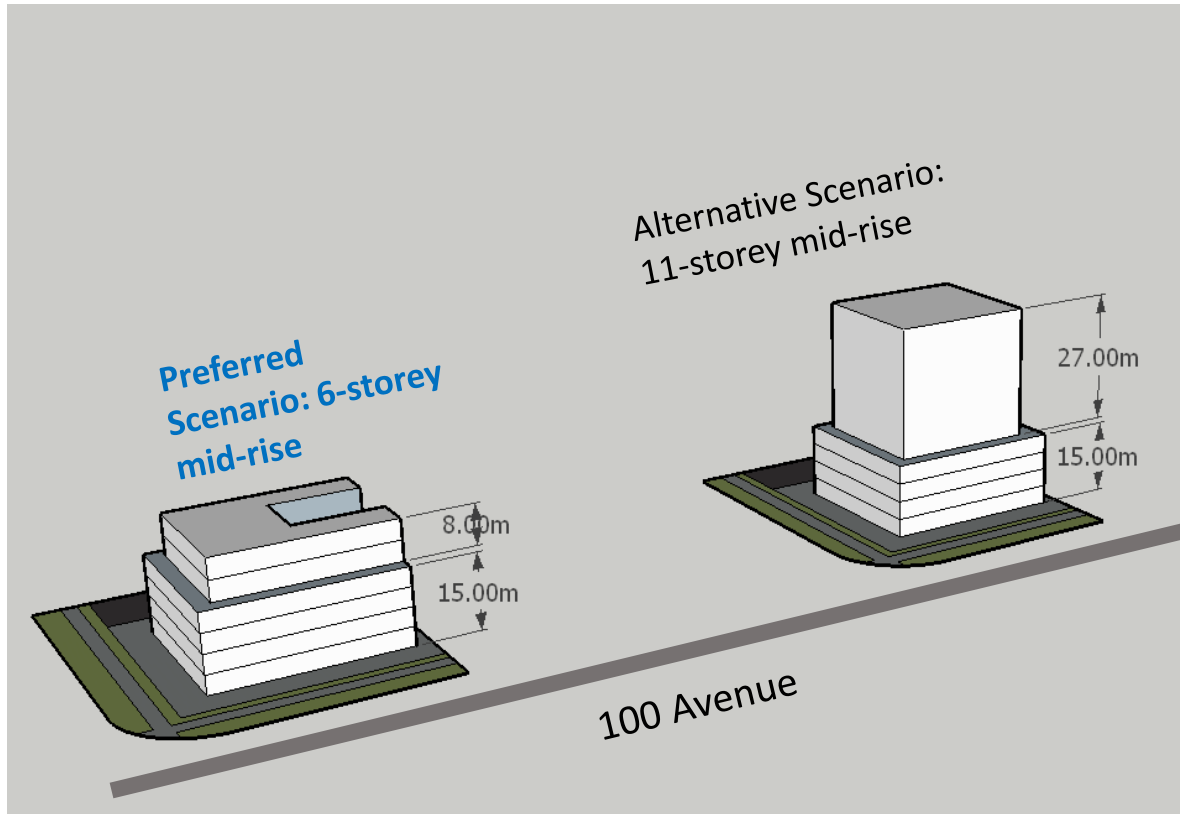 Alternative Scenario:
11-storey mid-rise
27.00m
15.00m
Preferred
Scenario: 6-storey
mid-rise
8.00m
15.00m
100 Avenue